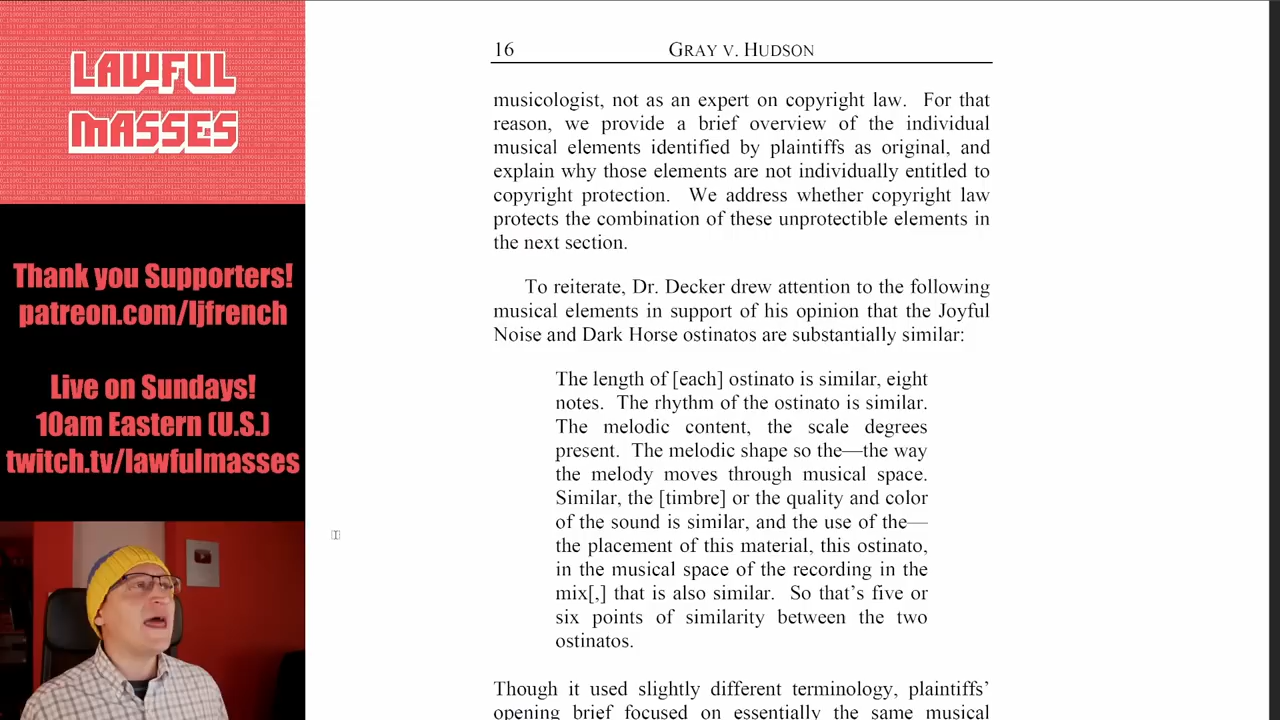 LAWFUL
MASSES
Thank you Supporters!
patreon.com/ljfrench
Live on Sundays!
10am Eastern (U.S.)
twitch.tv/lawfulmasses
16 GRAY V. HUDSON
musicologist, not as an expert on copyright law. For that
reason, we provide a brief overview of the individual
musical elements identified by plaintiffs as original, and
explain why those elements are not individually entitled to
copyright protection. We address whether copyright law
protects the combination of these unprotectible elements in
the next section.
To reiterate, Dr. Decker drew attention to the following
musical elements in support of his opinion that the Joyful
Noise and Dark Horse ostinatos are substantially similar:
The length of [each] ostinato is similar, eight
notes. The rhythm of the ostinato is similar.
The melodic content, the scale degrees
present. The melodic shape so the—the way
the melody moves through musical space.
Similar, the [timbre] or the quality and color
of the sound is similar, and the use of the—
the placement of this material, this ostinato,
in the musical space of the recording in the
mix[,] that is also similar. So that's five or
six points of similarity between the two
ostinatos.
Though it used slightly different terminology, plaintiffs'
opening brief focused on essentially the same musical